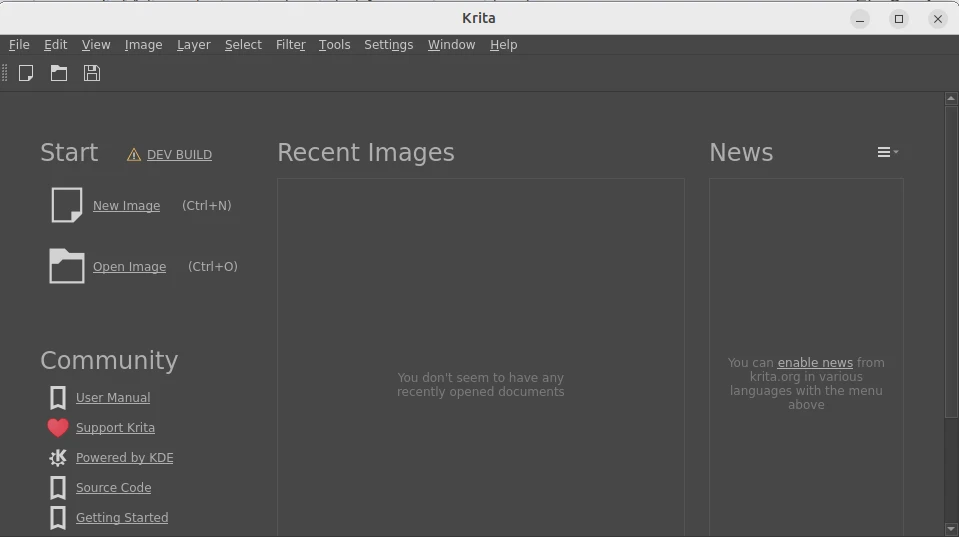 Krita
File Edit View Image Layer Select Filter Tools Settings Window Help
Start DEV BUILD
New Image (Ctrl+N)
Open Image (Ctrl+O)
Community
User Manual
Support Krita
Powered by KDE
Source Code
Getting Started
Recent Images
You don't seem to have any
recently opened documents
News
You can enable news from
krita.org in various
languages with the menu
above